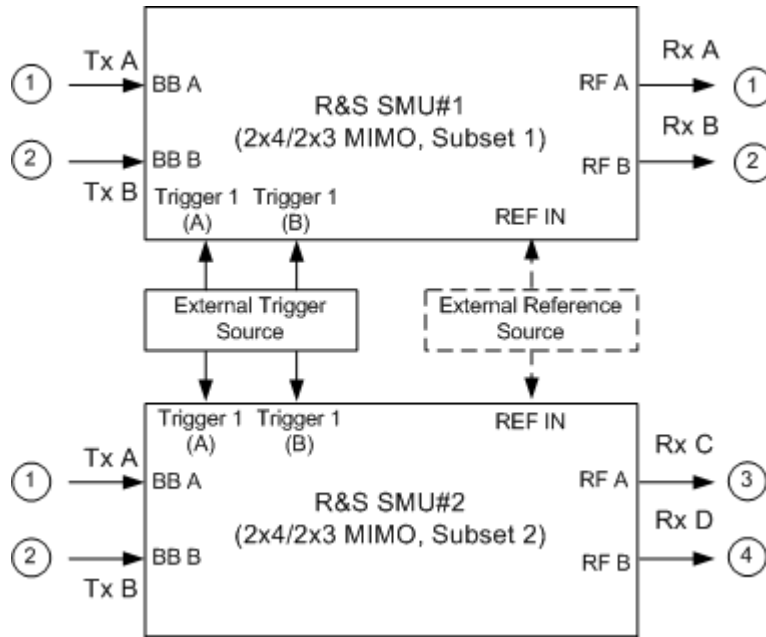 Tx A
Rx A
1
BB A
RF A
1
R&S SMU#1
(2x4/2x3 MIMO, Subset 1)
Rx B
2
BB B
RF B
2
Tx B
Trigger 1
(A)
Trigger 1
(B)
REF IN
External Trigger
Source
External Reference
Source
Trigger 1
(A)
Trigger 1
(B)
REF IN
Tx A
Rx C
1
BB A
RF A
3
R&S SMU#2
(2x4/2x3 MIMO, Subset 2)
Rx D
2
BB B
RF B
4
Tx B